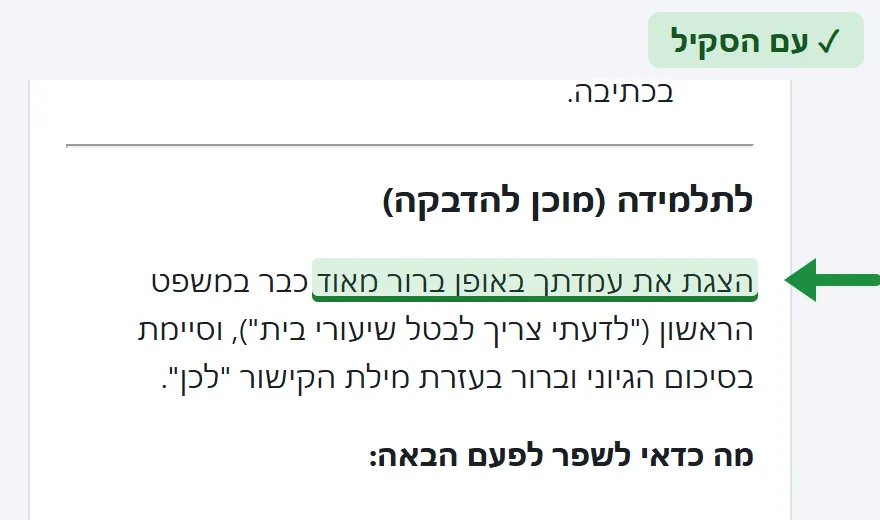 ✓ עם הסקיל
בכתיבה.
לתלמידה (מוכן להדבקה)
הצגת את עמדתך באופן ברור מאוד כבר במשפט
הראשון ("לדעתי צריך לבטל שיעורי בית"), וסיימת
בסיכום הגיוני וברור בעזרת מילת הקישור "לכן".
מה כדאי לשפר לפעם הבאה: